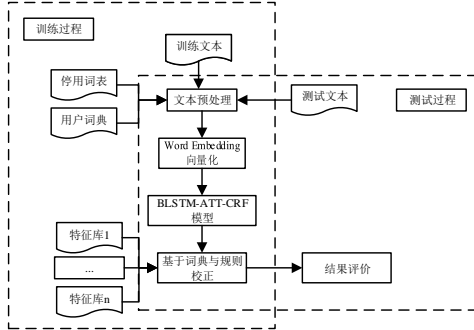 训练过程
训练文本
停用词表
文本预处理
测试文本
测试过程
用户词典
Word Embedding
向量化
BLSTM-ATT-CRF
模型
特征库1
...
基于词典与规则
校正
结果评价
特征库n